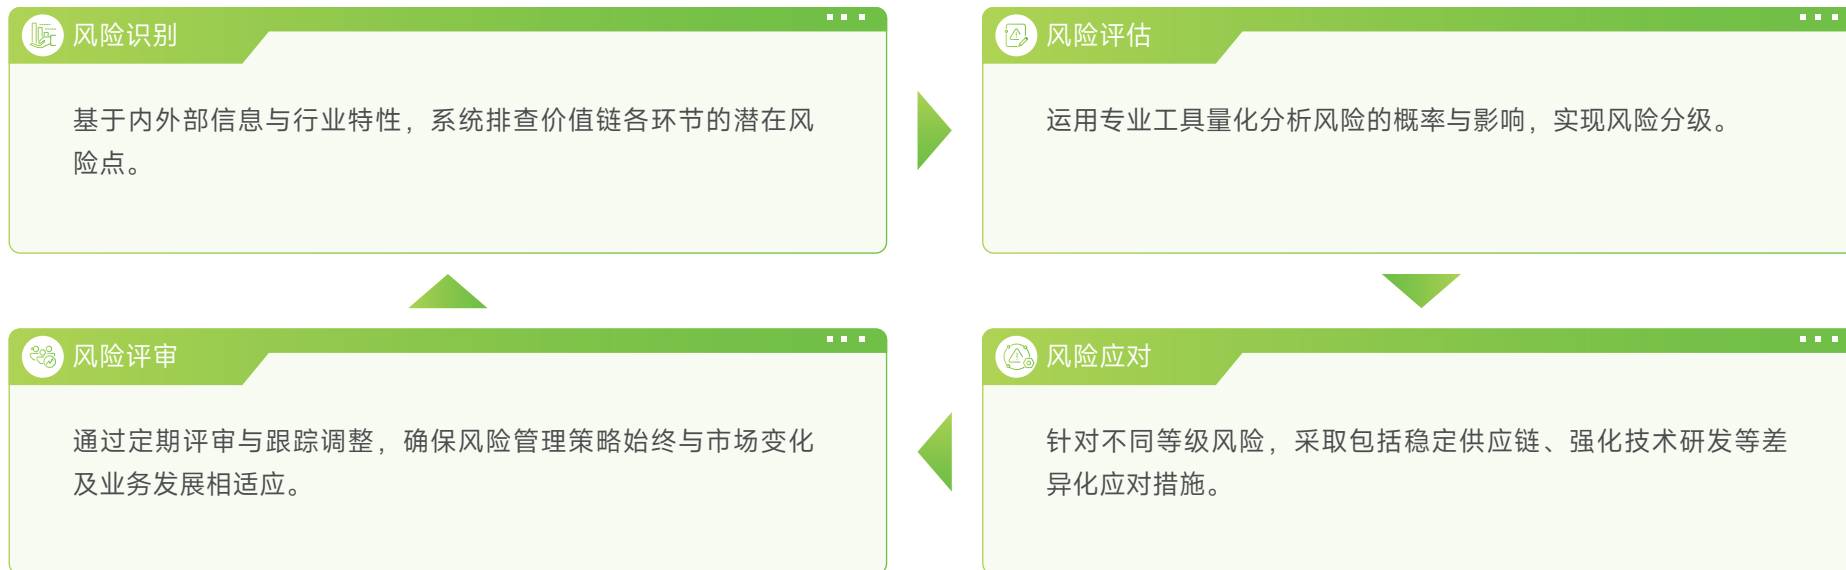 风险识别
基于内外部信息与行业特性，系统排查价值链各环节的潜在风
险点。
风险评估
运用专业工具量化分析风险的概率与影响，实现风险分级。
风险评审
通过定期评审与跟踪调整，确保风险管理策略始终与市场变化
及业务发展相适应。
风险应对
针对不同等级风险，采取包括稳定供应链、强化技术研发等差
异化应对措施。